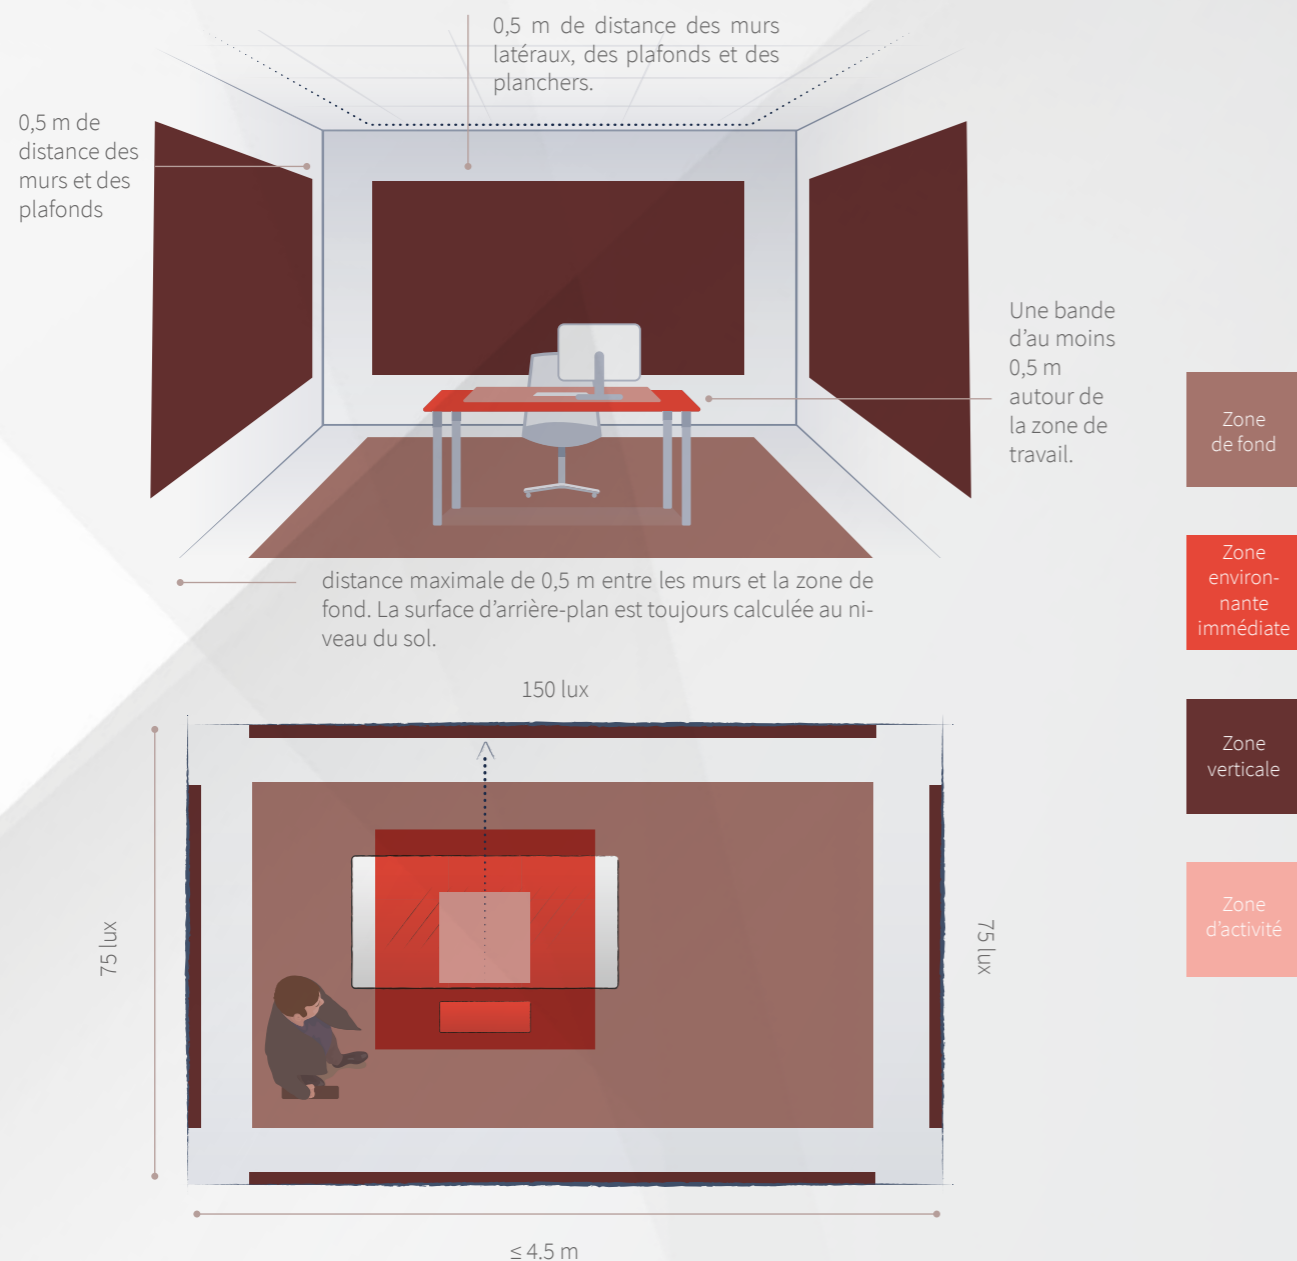 0,5 m de distance des murs
latéraux, des plafonds et des
planchers.
0,5 m de
distance des
murs et des
plafonds
Une bande
d'au moins
0,5 m
autour de
la zone de
travail.
distance maximale de 0,5 m entre les murs et la zone de
fond. La surface d'arrière-plan est toujours calculée au ni-
veau du sol.
Zone
de fond
Zone
environ-
nante
immédiate
Zone
verticale
Zone
d'activité
150 lux
75 lux
75 lux
≤ 4.5 m